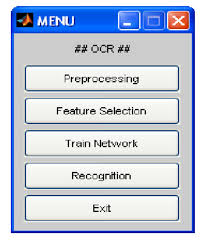 MENU
## OCR ##
Preprocessing
Feature Selection
Train Network
Recognition
Exit